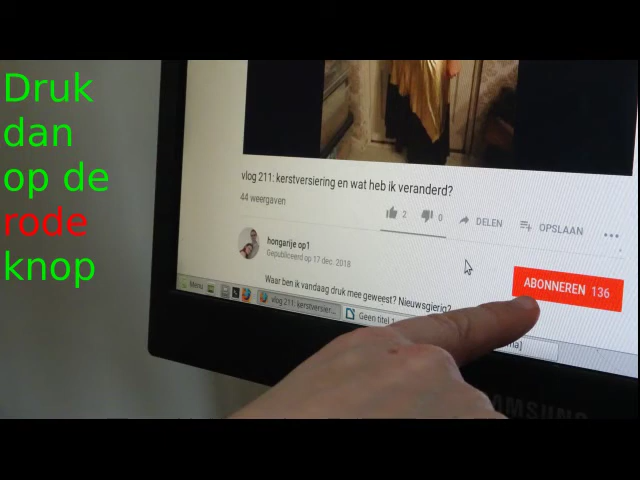 Druk
dan
op de
rode
knop
vlog 211: kerstversiering en wat heb ik veranderd?
44 weergaven
2
0
DELEN
OPSLAAN
hongarije op1
Gepubliceerd op 17 dec. 2018
ABONNEREN 136
Waar ben ik vandaag druk mee geweest? Nieuwsgierig?
Menu
vlog 211: kerstversier...
Geen titel 1
SAMSUNG